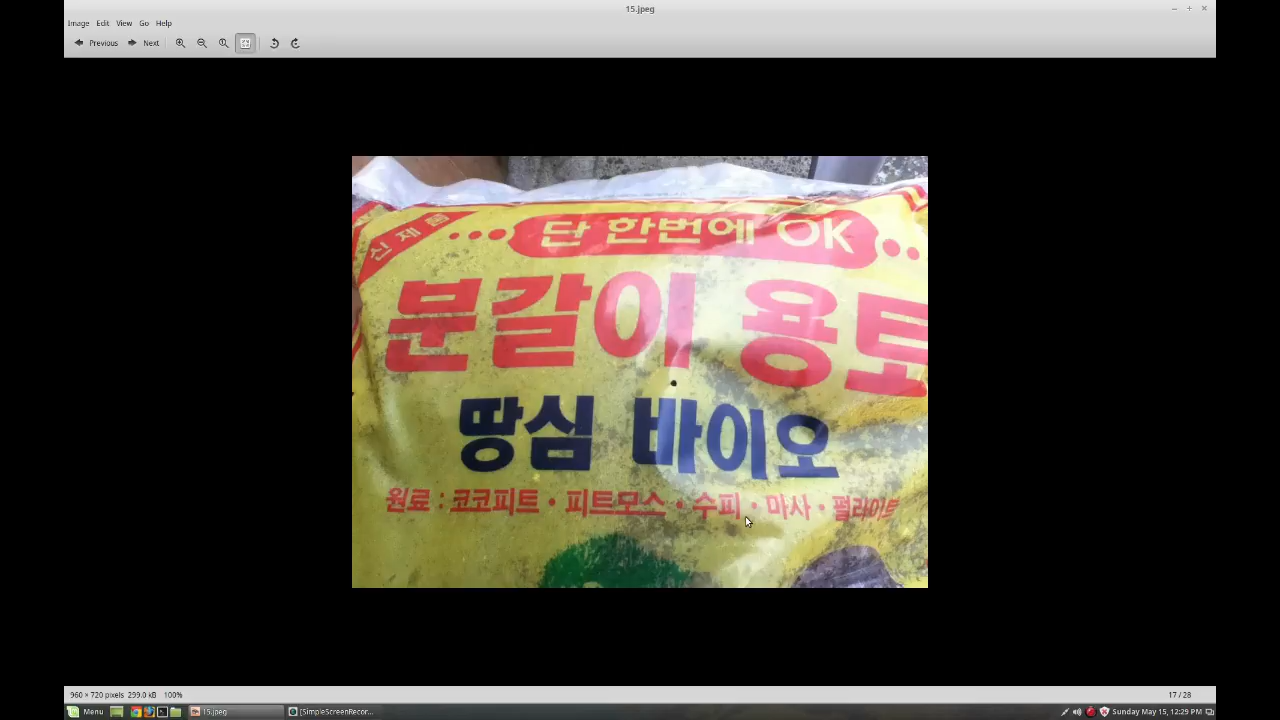 15.jpeg
Image Edit View Go Help
Previous Next
신제품
단 한번에 OK
분갈이 용토
땅심 바이오
원료 : 코코피트 · 피트모스 · 수피 · 마사 · 펄라이트
960 × 720 pixels 299.0 kB 100%
17 / 28
Menu 15.jpeg [SimpleScreenRecor... Sunday May 15, 12:29 PM